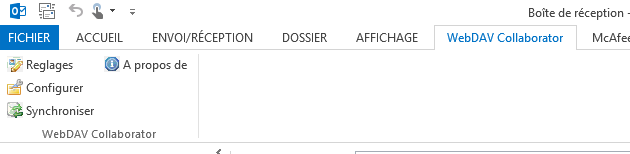 Boîte de réception -
FICHIER ACCUEIL ENVOI/RÉCEPTION DOSSIER AFFICHAGE WebDAV Collaborator McAfee
Reglages A propos de
Configurer
Synchroniser
WebDAV Collaborator